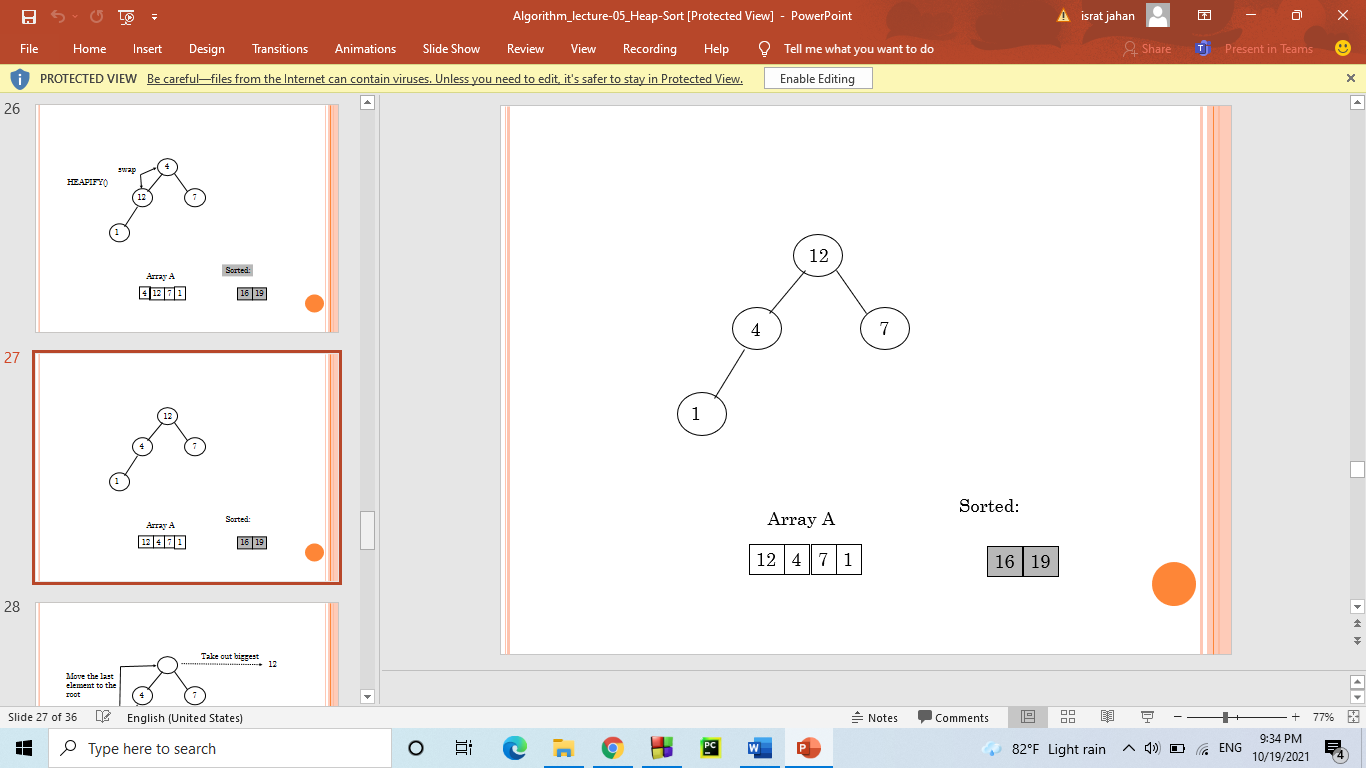 Algorithm_lecture-05_Heap-Sort [Protected View] - PowerPoint
israt jahan
File Home Insert Design Transitions Animations Slide Show Review View Recording Help Tell me what you want to do Share Present in Teams
PROTECTED VIEW Be careful—files from the Internet can contain viruses. Unless you need to edit, it's safer to stay in Protected View. Enable Editing
26
swap
4
HEAPIFY()
12
7
1
Array A
Sorted:
4 12 7 1
16 19
27
12
4
7
1
Array A
Sorted:
12 4 7 1
16 19
28
Take out biggest
12
Move the last
element to the
root
4
7
12
4
7
1
Array A
Sorted:
12 4 7 1
16 19
Slide 27 of 36 English (United States) Notes Comments 77%
Type here to search
PC
W
P
82°F Light rain
ENG
9:34 PM
10/19/2021
4